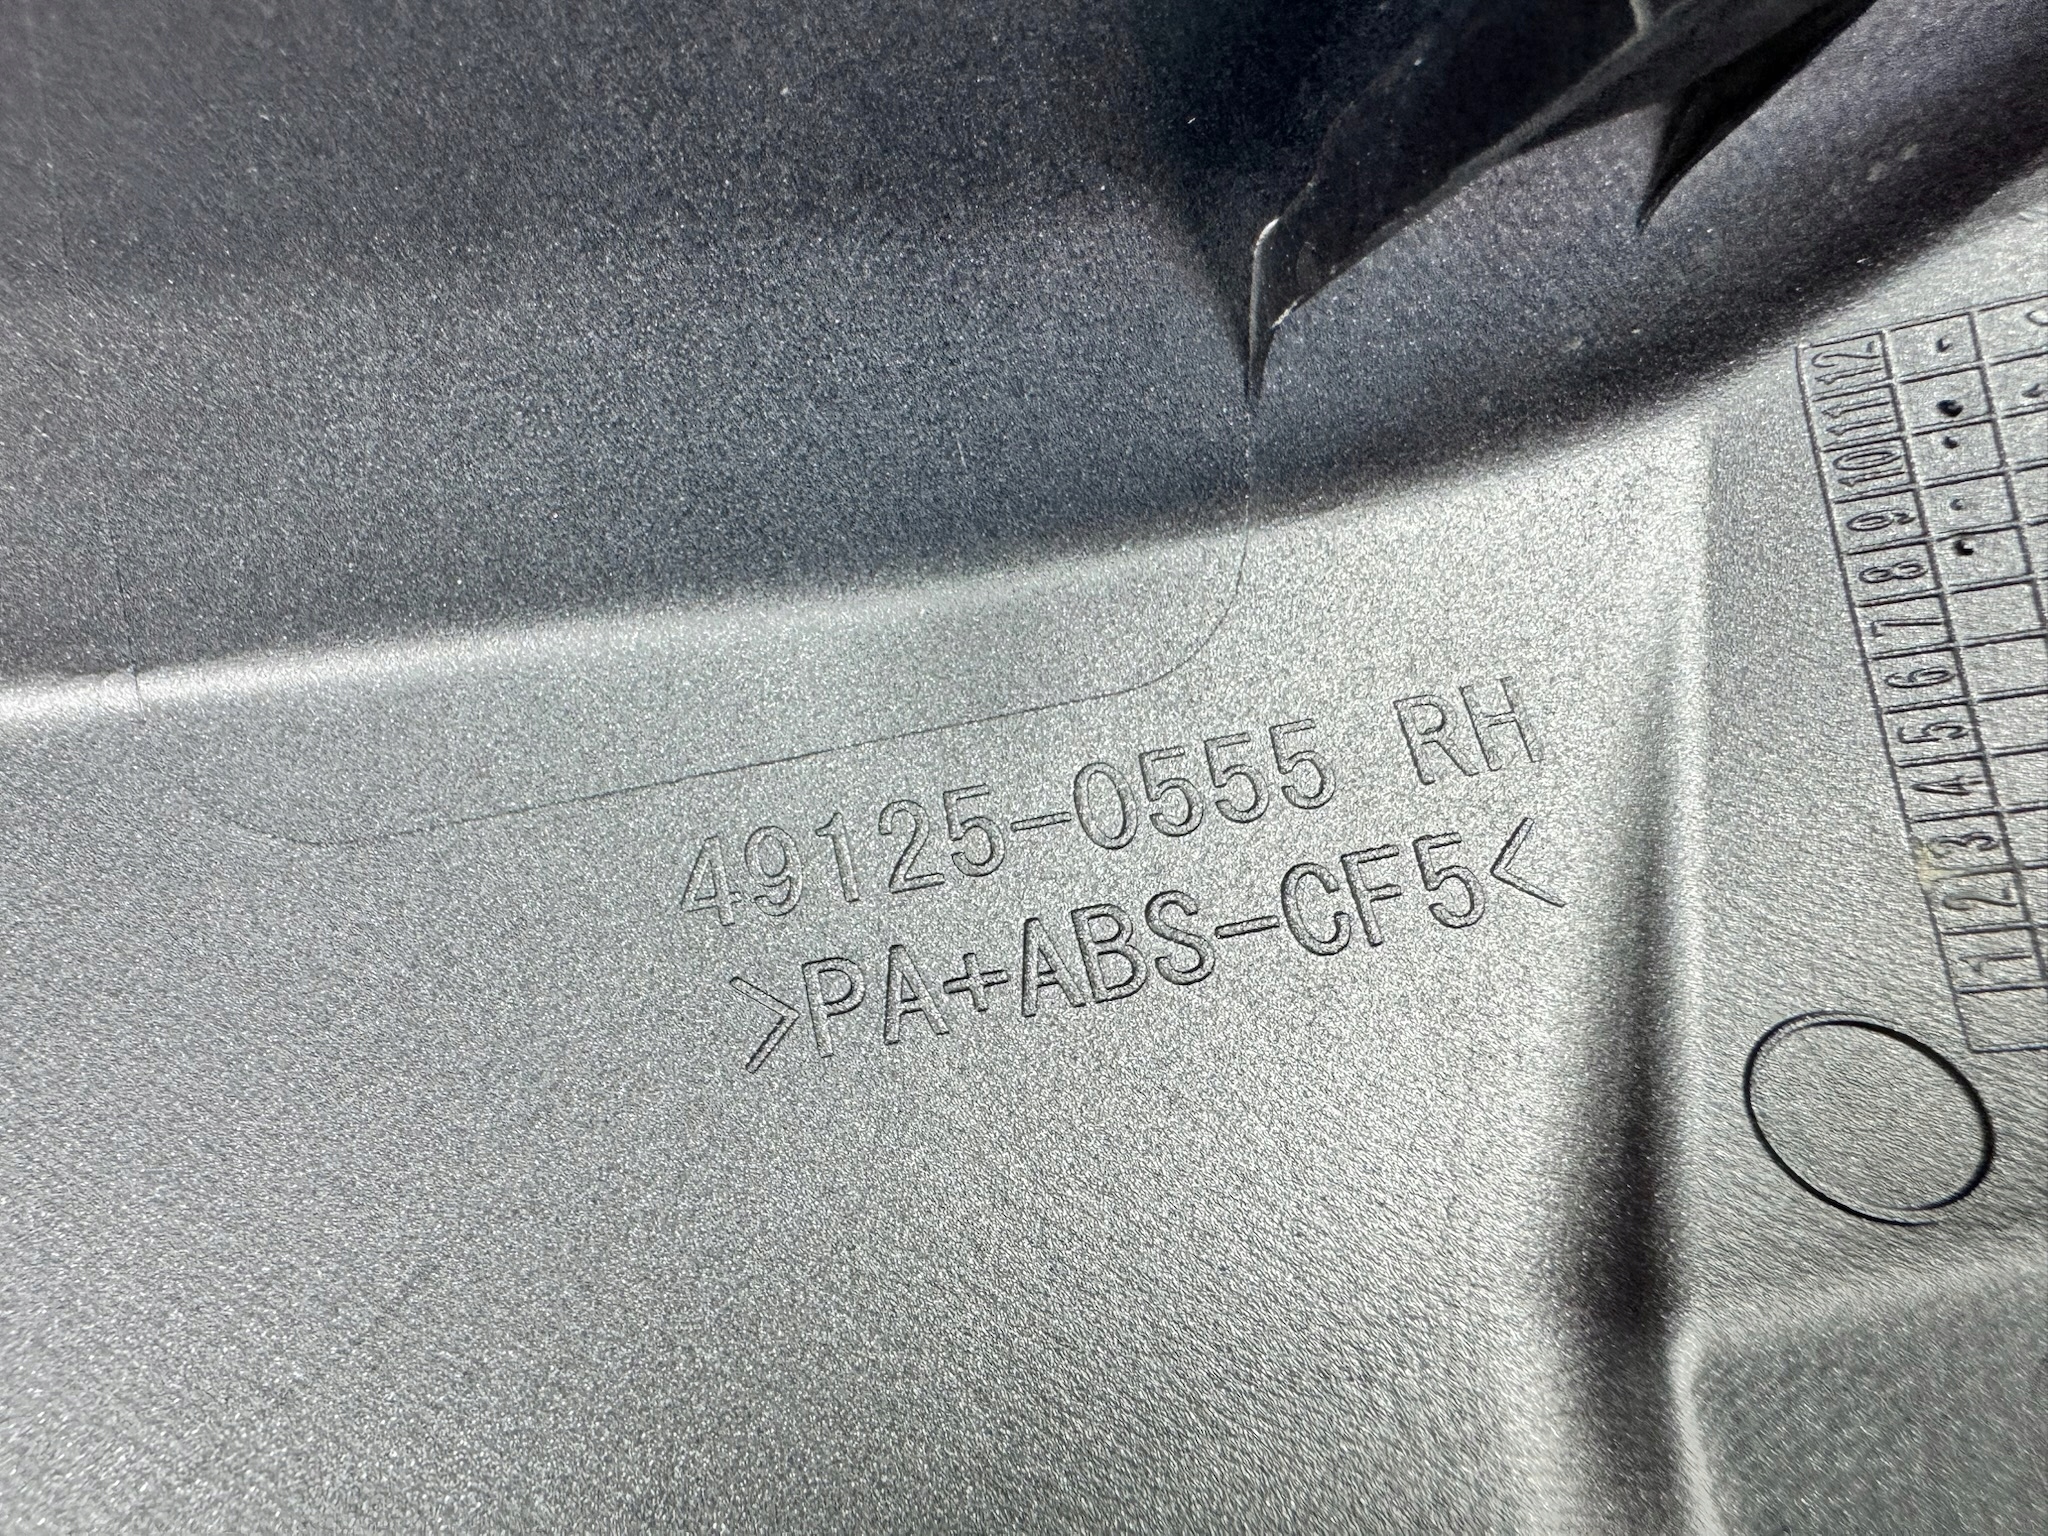 49125-0555 RH
>PA+ABS-CF5<
1 2 3 4 5 6 7 8 9 10 11 12